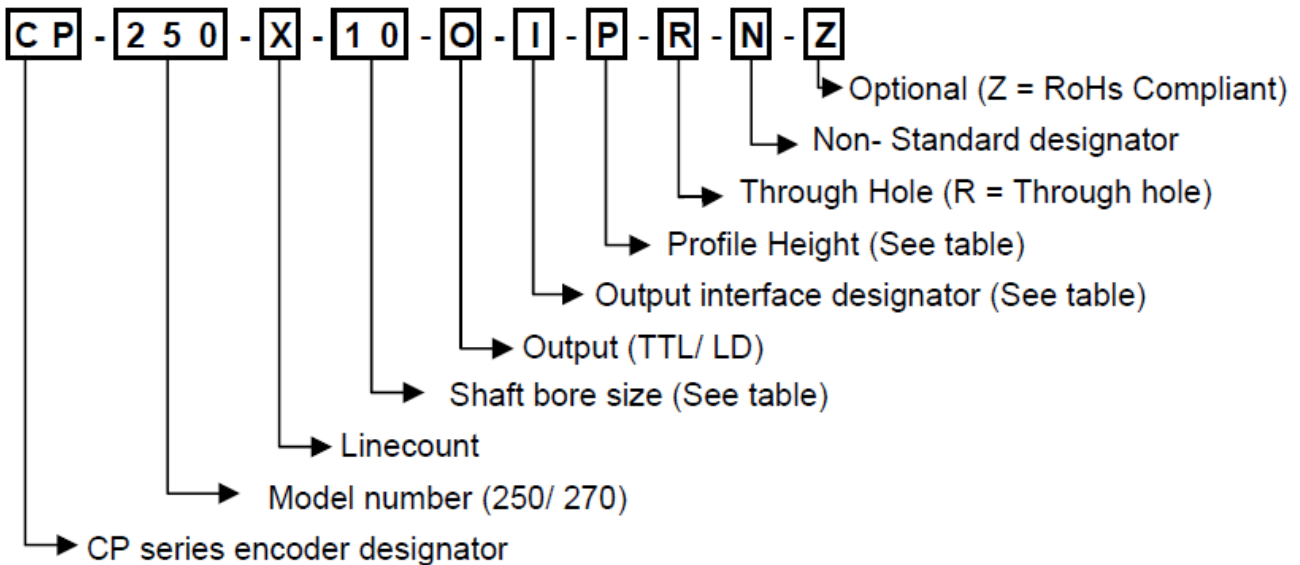 C P - 2 5 0 - X - 1 0 - O - I - P - R - N - Z
Optional (Z = RoHs Compliant)
Non- Standard designator
Through Hole (R = Through hole)
Profile Height (See table)
Output interface designator (See table)
Output (TTL/ LD)
Shaft bore size (See table)
Linecount
Model number (250/ 270)
CP series encoder designator